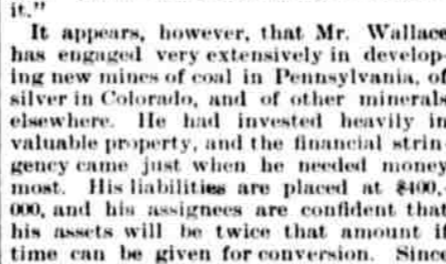 it."
It appears, however, that Mr. Wallace
has engaged very extensively in develop-
ing new mines of coal in Pennsylvania, of
silver in Colorado, and of other minerals
elsewhere. He had invested heavily in
valuable property, and the financial strin-
gency came just when he needed money
most. His liabilities are placed at $400,
000, and his assignees are confident that
his assets will be twice that amount if
time can be given for conversion. Since